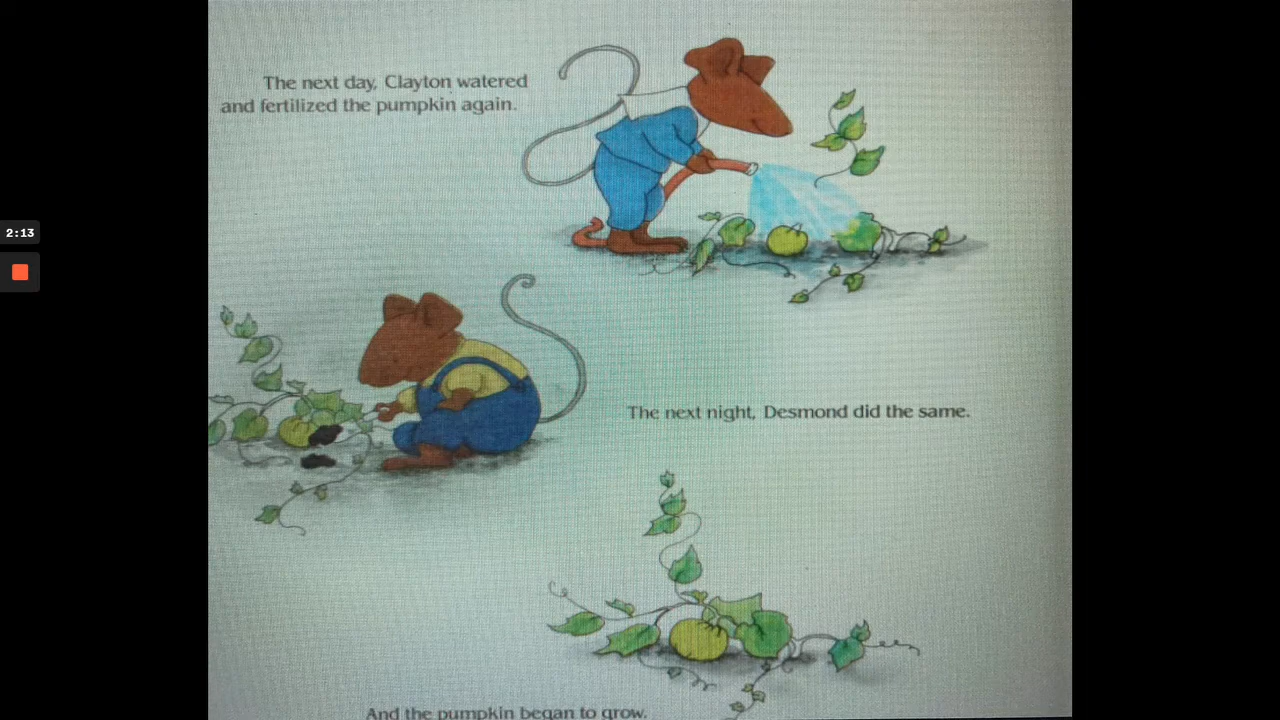 The next day, Clayton watered
and fertilized the pumpkin again.
2:13
The next night, Desmond did the same.
And the pumpkin began to grow.